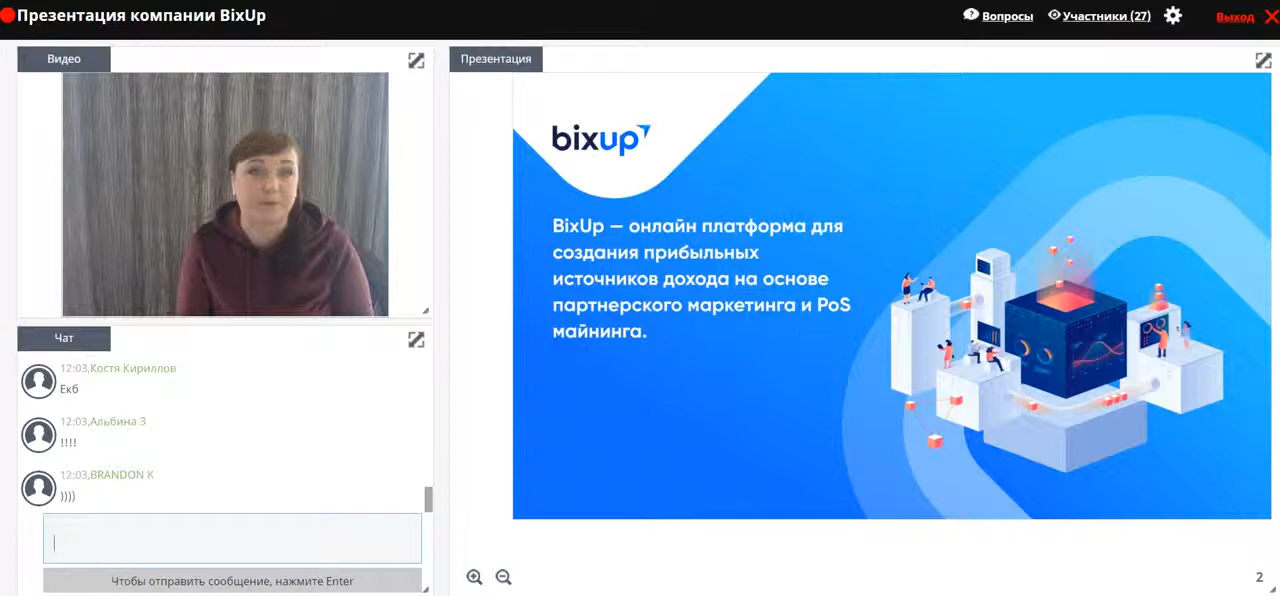 Презентация компании BixUp
Вопросы
Участники (27)
Выход
Видео
Презентация
bixup
BixUp — онлайн платформа для
создания прибыльных
источников дохода на основе
партнерского маркетинга и PoS
майнинга.
Чат
12:03,Костя Кириллов
Екб
12:03,Альбина З
!!!!
12:03,BRANDON K
))))
Чтобы отправить сообщение, нажмите Enter
2